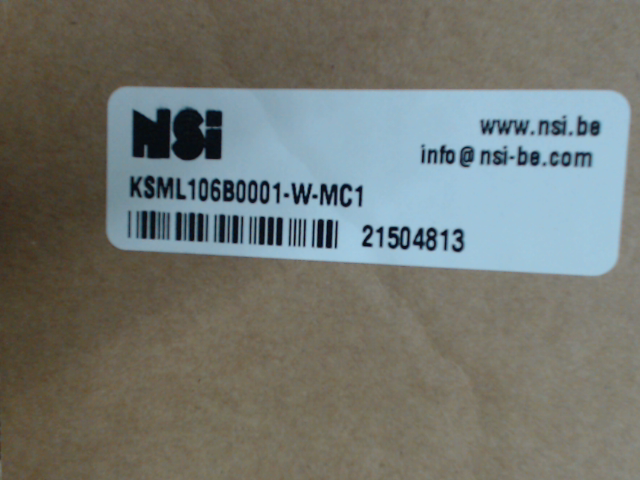 NSi
www.nsi.be
info@nsi-be.com
KSML106B0001-W-MC1
21504813